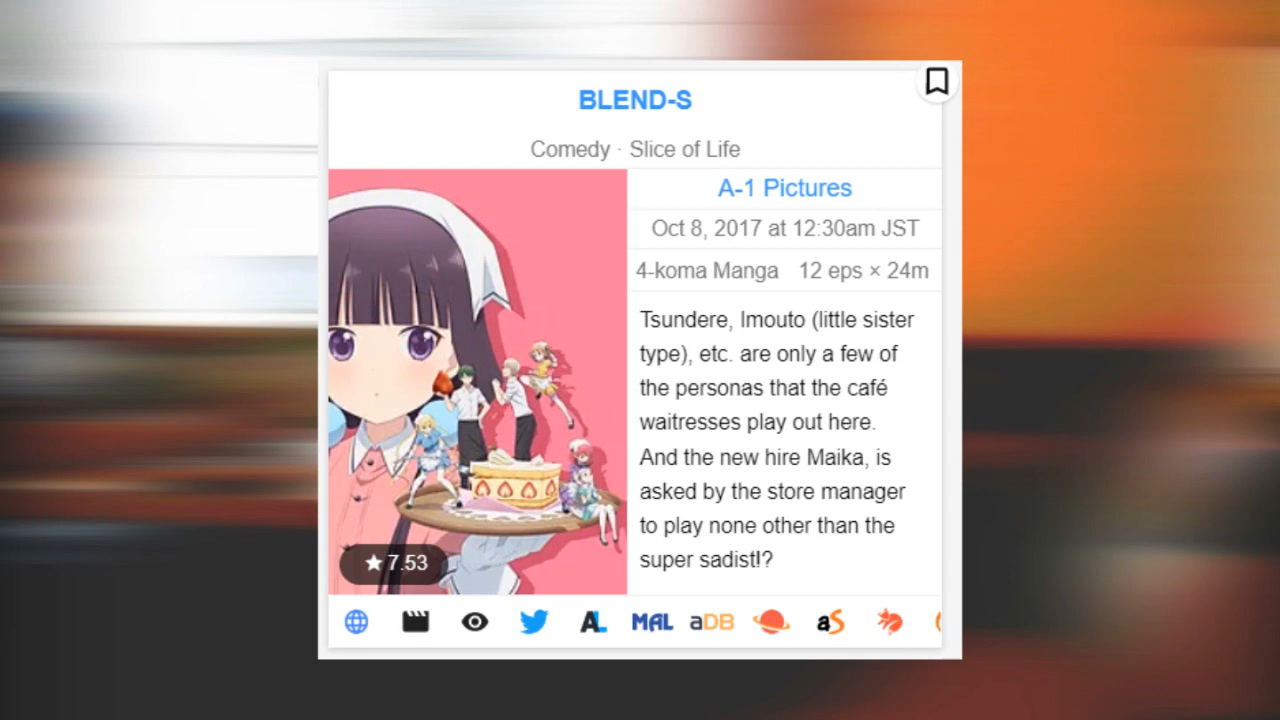 BLEND-S
Comedy · Slice of Life
A-1 Pictures
Oct 8, 2017 at 12:30am JST
4-koma Manga 12 eps × 24m
Tsundere, Imouto (little sister
type), etc. are only a few of
the personas that the café
waitresses play out here.
And the new hire Maika, is
asked by the store manager
to play none other than the
super sadist!?
★ 7.53
AL MAL aDB aS